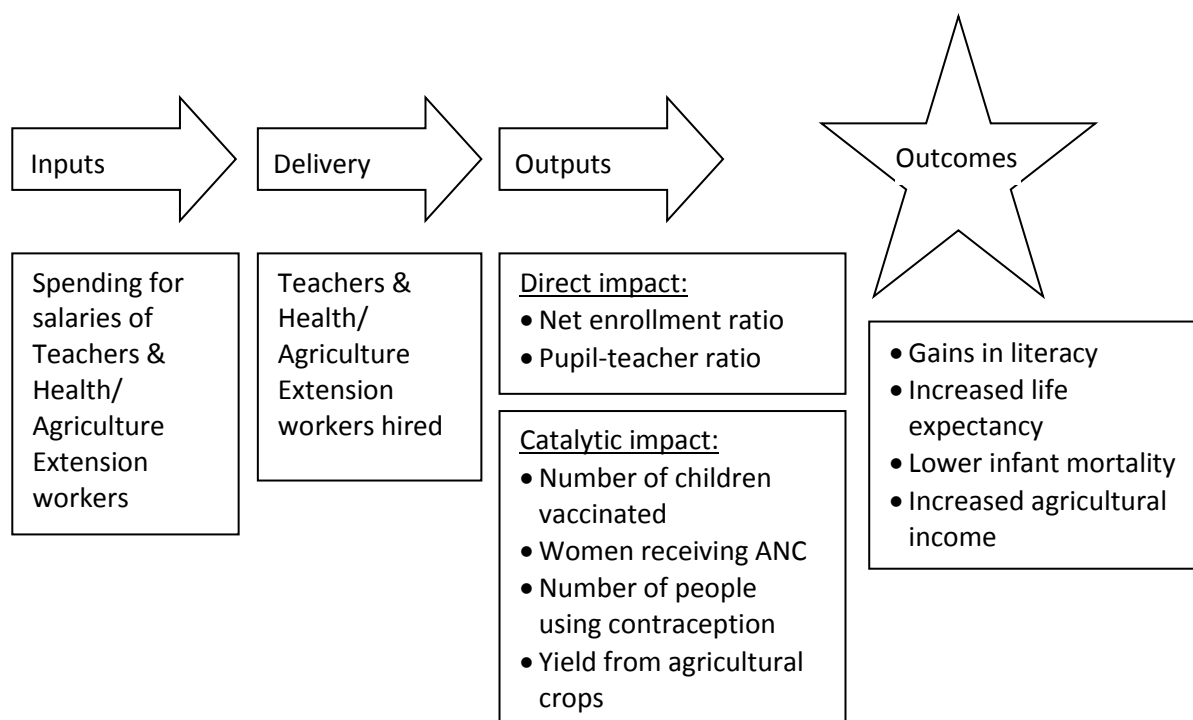 Inputs
Delivery
Outputs
Outcomes
Spending for
salaries of
Teachers &
Health/
Agriculture
Extension
workers
Teachers &
Health/
Agriculture
Extension
workers hired
Direct impact:
• Net enrollment ratio
• Pupil-teacher ratio
Catalytic impact:
• Number of children
vaccinated
• Women receiving ANC
• Number of people
using contraception
• Yield from agricultural
crops
• Gains in literacy
• Increased life
expectancy
• Lower infant mortality
• Increased agricultural
income